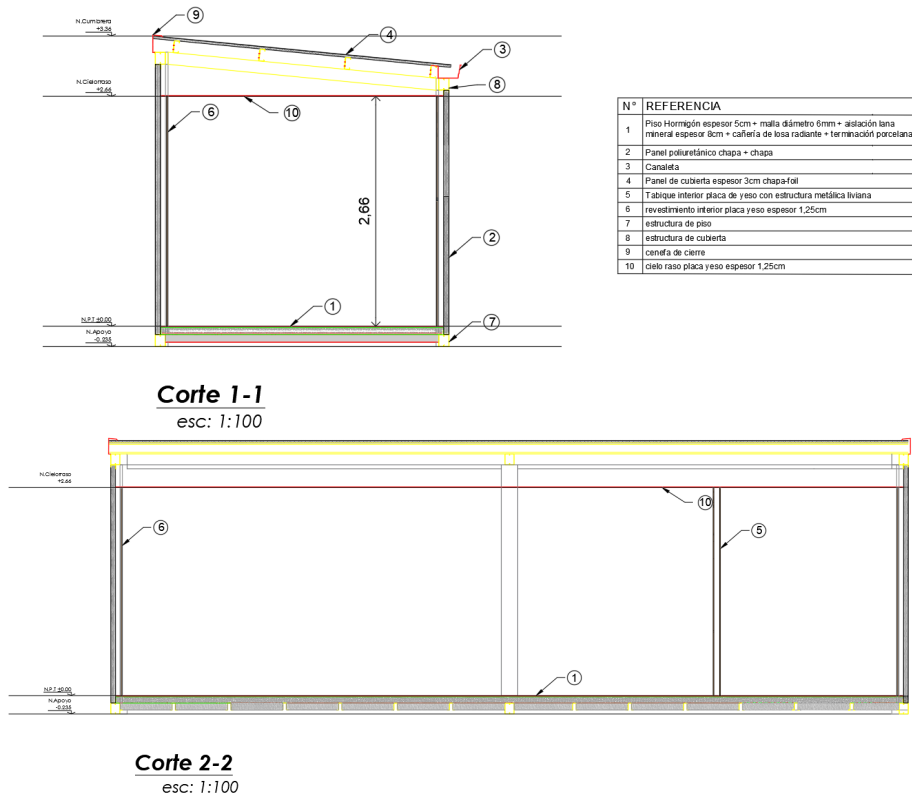 N.Cumbrera
+3.36
9
4
3
N.Cielorraso
+2.66
8
6
10
2,66
2
1
N.P.T ±0.00
N.Apoyo
-0.235
7
Corte 1-1
esc: 1:100
N° REFERENCIA
1 Piso Hormigón espesor 5cm + malla diámetro 6mm + aislación lana
mineral espesor 8cm + cañería de losa radiante + terminación porcelana
2 Panel poliuretánico chapa + chapa
3 Canaleta
4 Panel de cubierta espesor 3cm chapa-foil
5 Tabique interior placa de yeso con estructura metálica liviana
6 revestimiento interior placa yeso espesor 1,25cm
7 estructura de piso
8 estructura de cubierta
9 cenefa de cierre
10 cielo raso placa yeso espesor 1,25cm
N.Cielorraso
+2.66
10
6
5
1
N.P.T ±0.00
N.Apoyo
-0.235
Corte 2-2
esc: 1:100